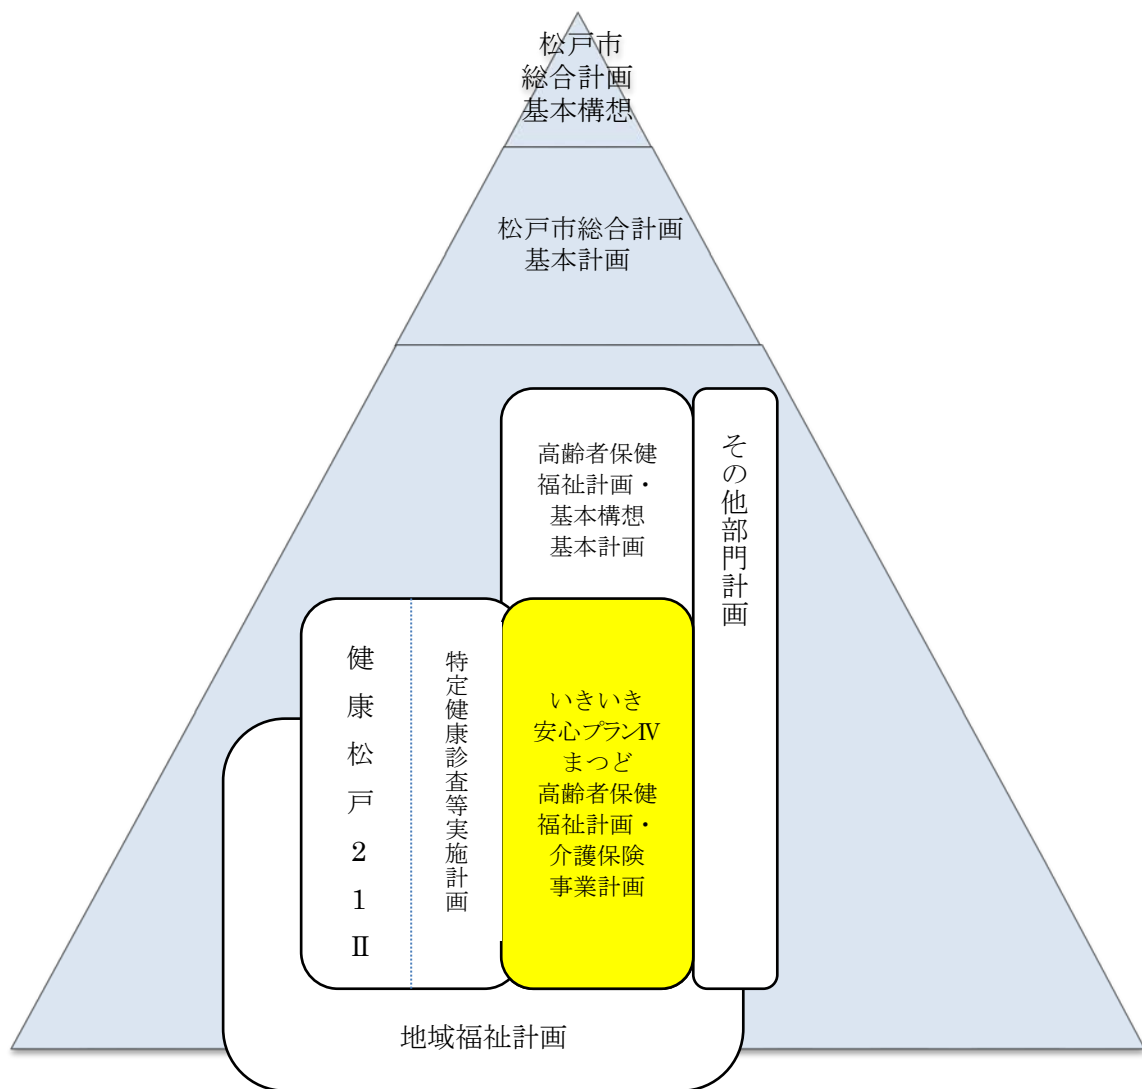 松戸市
総合計画
基本構想
松戸市総合計画
基本計画
高齢者保健
福祉計画・
基本構想
基本計画
その他部門計画
健康松戸21Ⅱ
特定健康診査等実施計画
いきいき
安心プランⅣ
まつど
高齢者保健
福祉計画・
介護保険
事業計画
地域福祉計画